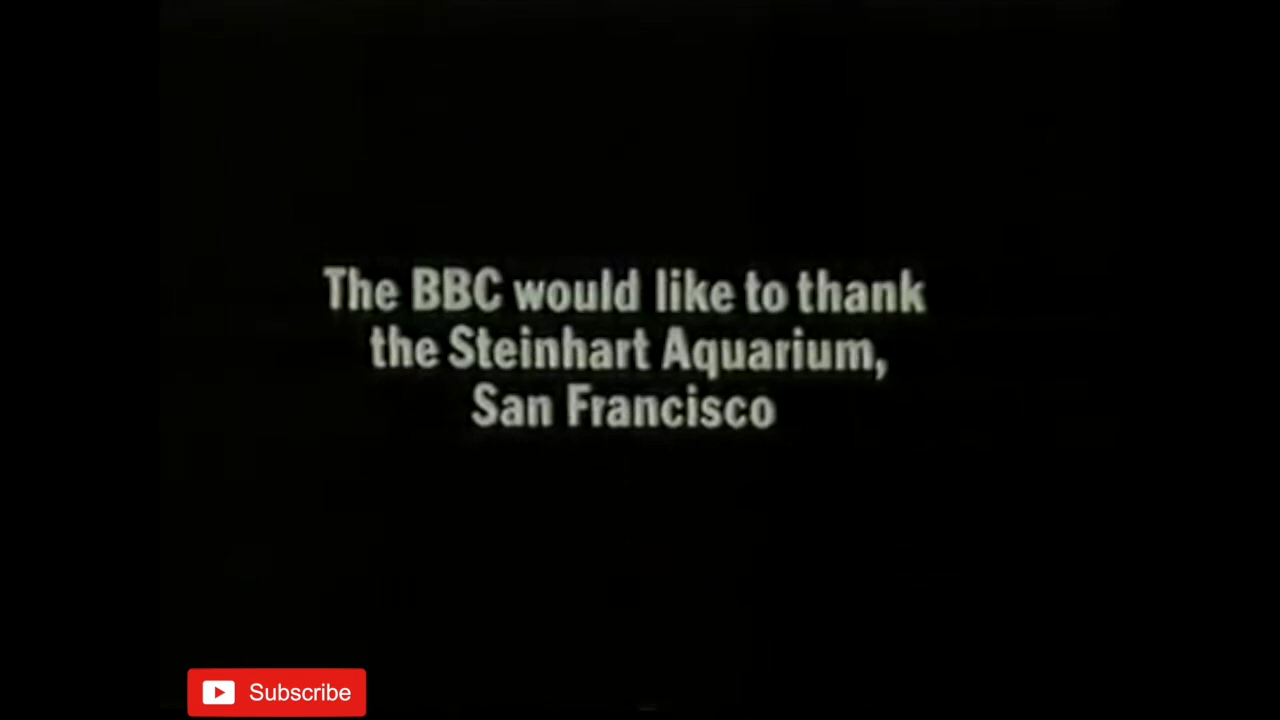 The BBC would like to thank
the Steinhart Aquarium,
San Francisco
Subscribe